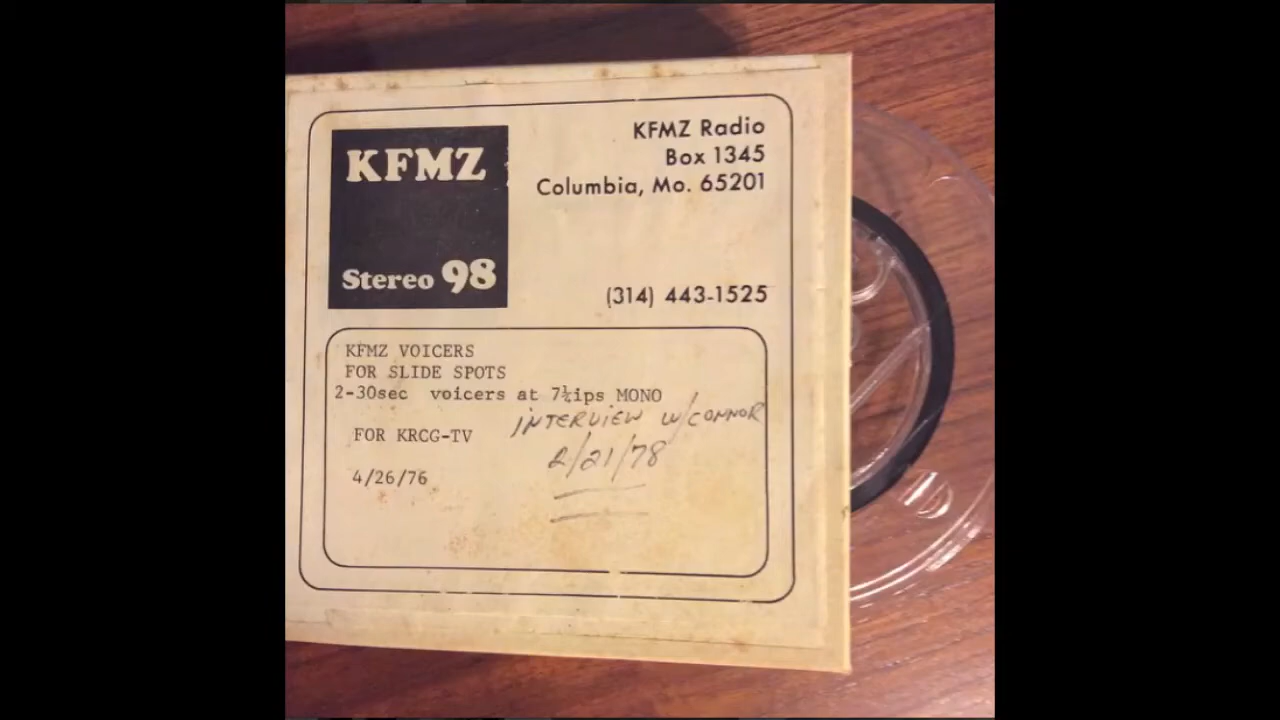 KFMZ
Stereo 98
KFMZ Radio
Box 1345
Columbia, Mo. 65201
(314) 443-1525
KFMZ VOICERS
FOR SLIDE SPOTS
2-30sec voicers at 7½ips MONO
INTERVIEW W/CONNOR
FOR KRCG-TV
2/21/78
4/26/76